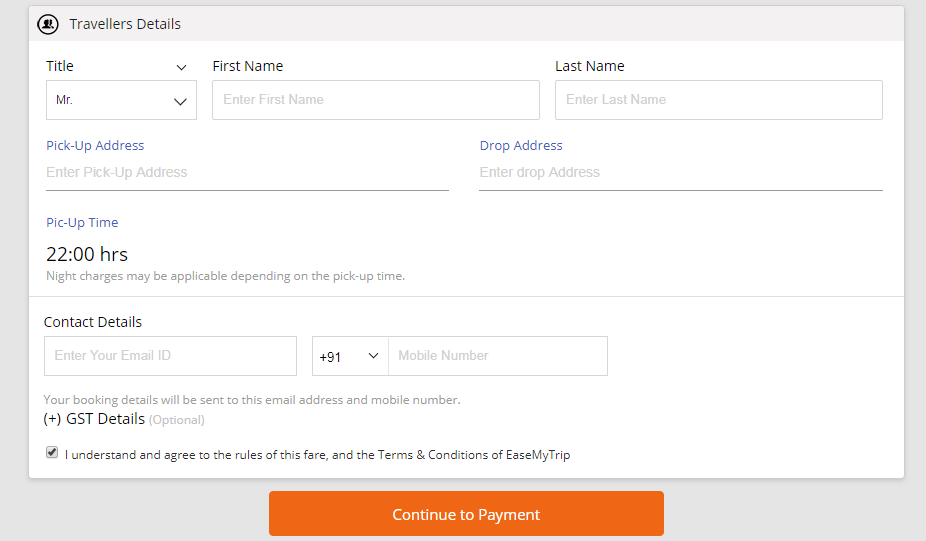 Travellers Details
Title First Name Last Name
Mr. Enter First Name Enter Last Name
Pick-Up Address Drop Address
Enter Pick-Up Address Enter drop Address
Pic-Up Time
22:00 hrs
Night charges may be applicable depending on the pick-up time.
Contact Details
Enter Your Email ID +91 Mobile Number
Your booking details will be sent to this email address and mobile number.
(+) GST Details (Optional)
I understand and agree to the rules of this fare, and the Terms & Conditions of EaseMyTrip
Continue to Payment